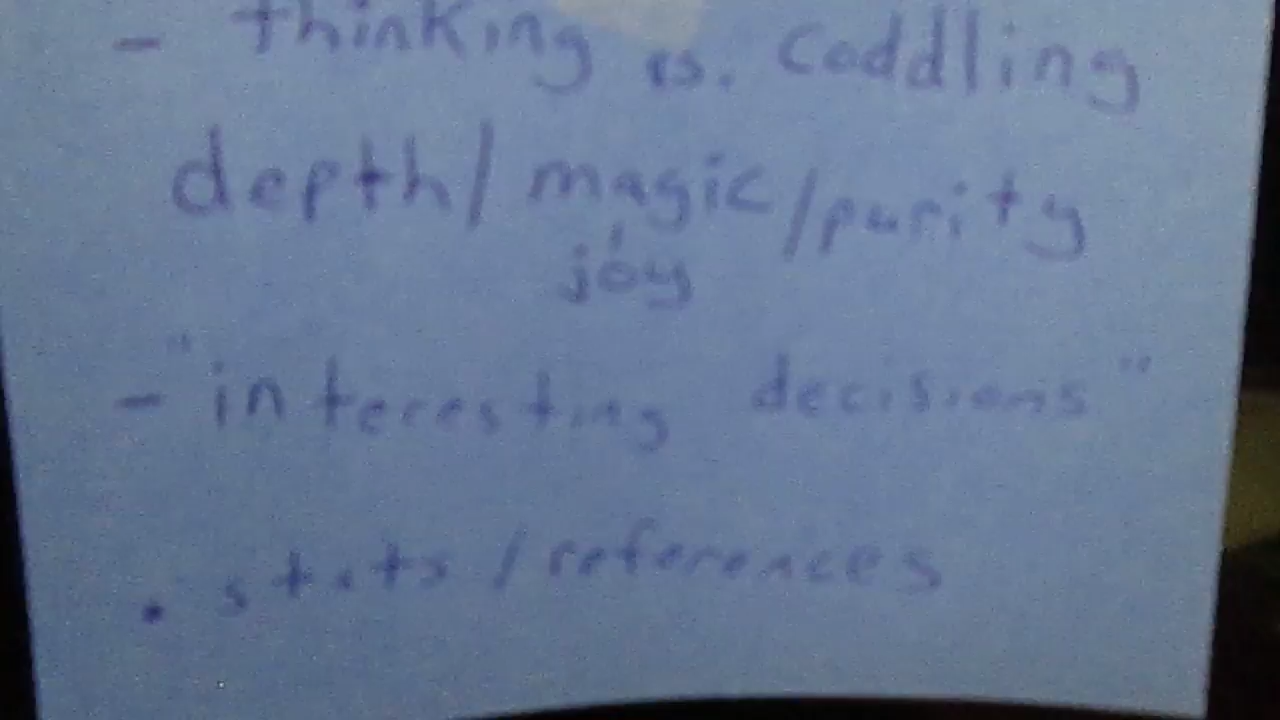 - thinking vs. Coddling
depth/magic/purity
joy
- "interesting decisions"
• stats/references